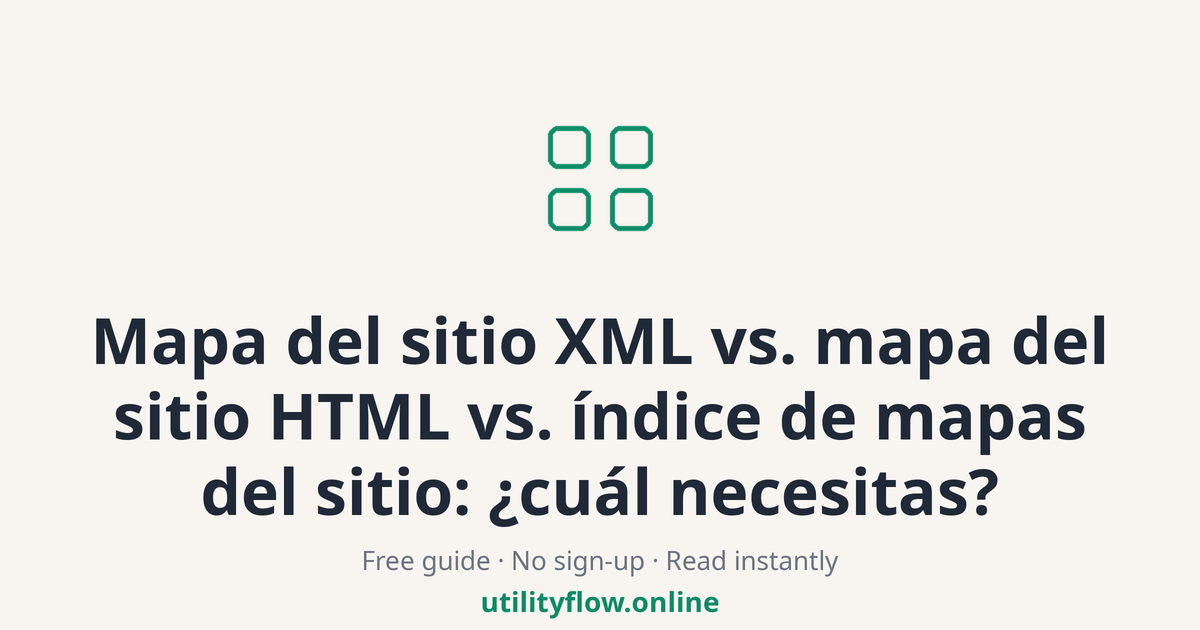 Mapa del sitio XML vs. mapa del
sitio HTML vs. índice de mapas
del sitio: ¿cuál necesitas?
Free guide · No sign-up · Read instantly
utilityflow.online